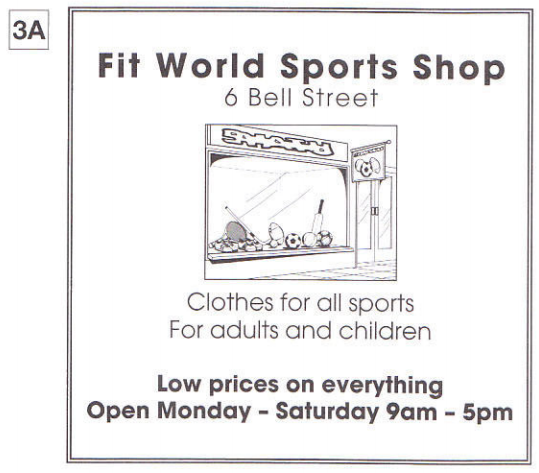 3A
Fit World Sports Shop
6 Bell Street
Clothes for all sports
For adults and children
Low prices on everything
Open Monday - Saturday 9am - 5pm